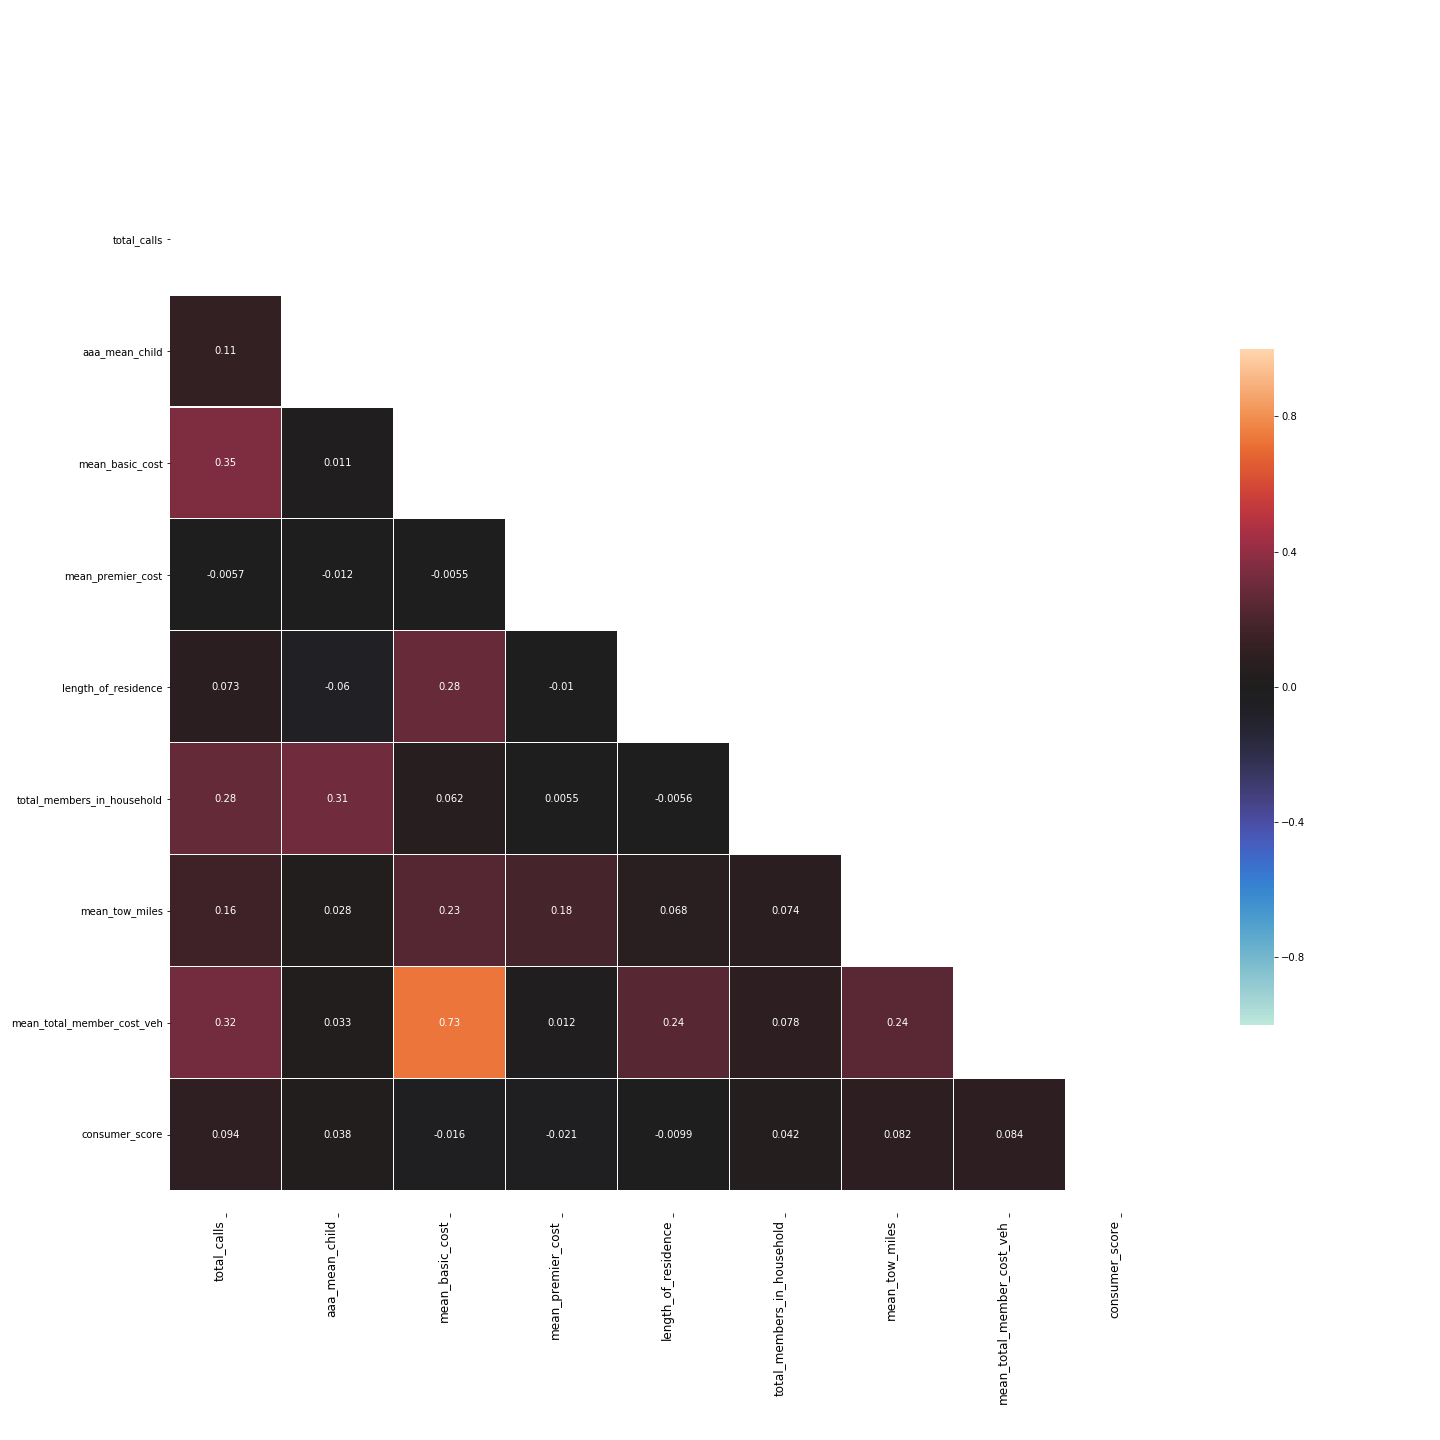 total_calls
aaa_mean_child 0.11
mean_basic_cost 0.35 0.011
mean_premier_cost -0.0057 -0.012 -0.0055
length_of_residence 0.073 -0.06 0.28 -0.01
total_members_in_household 0.28 0.31 0.062 0.0055 -0.0056
mean_tow_miles 0.16 0.028 0.23 0.18 0.068 0.074
mean_total_member_cost_veh 0.32 0.033 0.73 0.012 0.24 0.078 0.24
consumer_score 0.094 0.038 -0.016 -0.021 -0.0099 0.042 0.082 0.084
total_calls
aaa_mean_child
mean_basic_cost
mean_premier_cost
length_of_residence
total_members_in_household
mean_tow_miles
mean_total_member_cost_veh
consumer_score
0.8
0.4
0.0
−0.4
−0.8